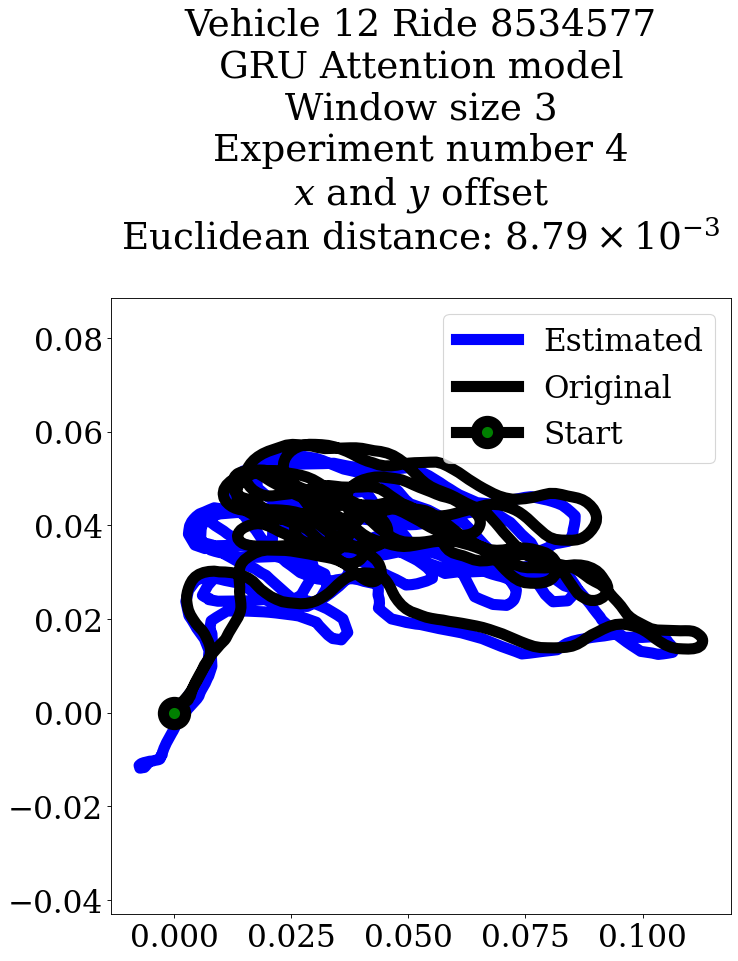 Vehicle 12 Ride 8534577
GRU Attention model
Window size 3
Experiment number 4
x and y offset
Euclidean distance: 8.79 × 10⁻³
Estimated
Original
Start
0.08
0.06
0.04
0.02
0.00
−0.02
−0.04
0.000 0.025 0.050 0.075 0.100